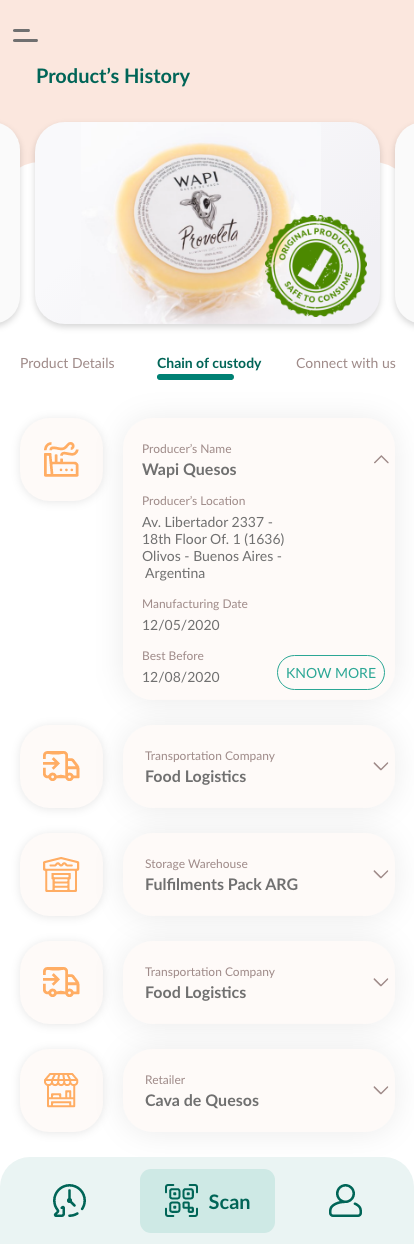 Product's History
WAPI
Provoleta
ORIGINAL PRODUCT
SAFE TO CONSUME
Product Details
Chain of custody
Connect with us
Producer's Name
Wapi Quesos
Producer's Location
Av. Libertador 2337 -
18th Floor Of. 1 (1636)
Olivos - Buenos Aires -
Argentina
Manufacturing Date
12/05/2020
Best Before
12/08/2020
KNOW MORE
Transportation Company
Food Logistics
Storage Warehouse
Fulfilments Pack ARG
Transportation Company
Food Logistics
Retailer
Cava de Quesos
Scan